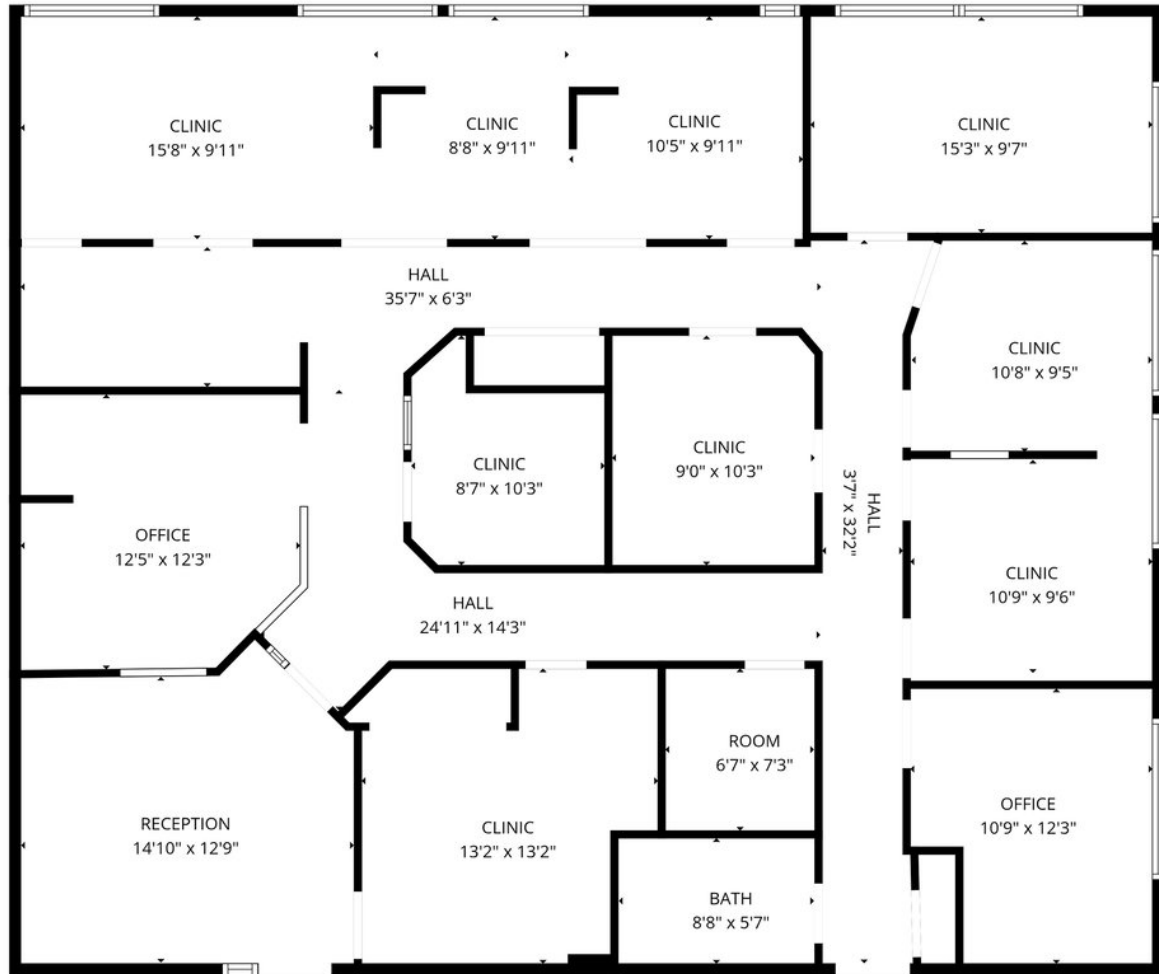 CLINIC
15'8" x 9'11"
CLINIC
8'8" x 9'11"
CLINIC
10'5" x 9'11"
CLINIC
15'3" x 9'7"
HALL
35'7" x 6'3"
CLINIC
10'8" x 9'5"
CLINIC
8'7" x 10'3"
CLINIC
9'0" x 10'3"
HALL
3'7" x 32'2"
OFFICE
12'5" x 12'3"
CLINIC
10'9" x 9'6"
HALL
24'11" x 14'3"
ROOM
6'7" x 7'3"
OFFICE
10'9" x 12'3"
RECEPTION
14'10" x 12'9"
CLINIC
13'2" x 13'2"
BATH
8'8" x 5'7"